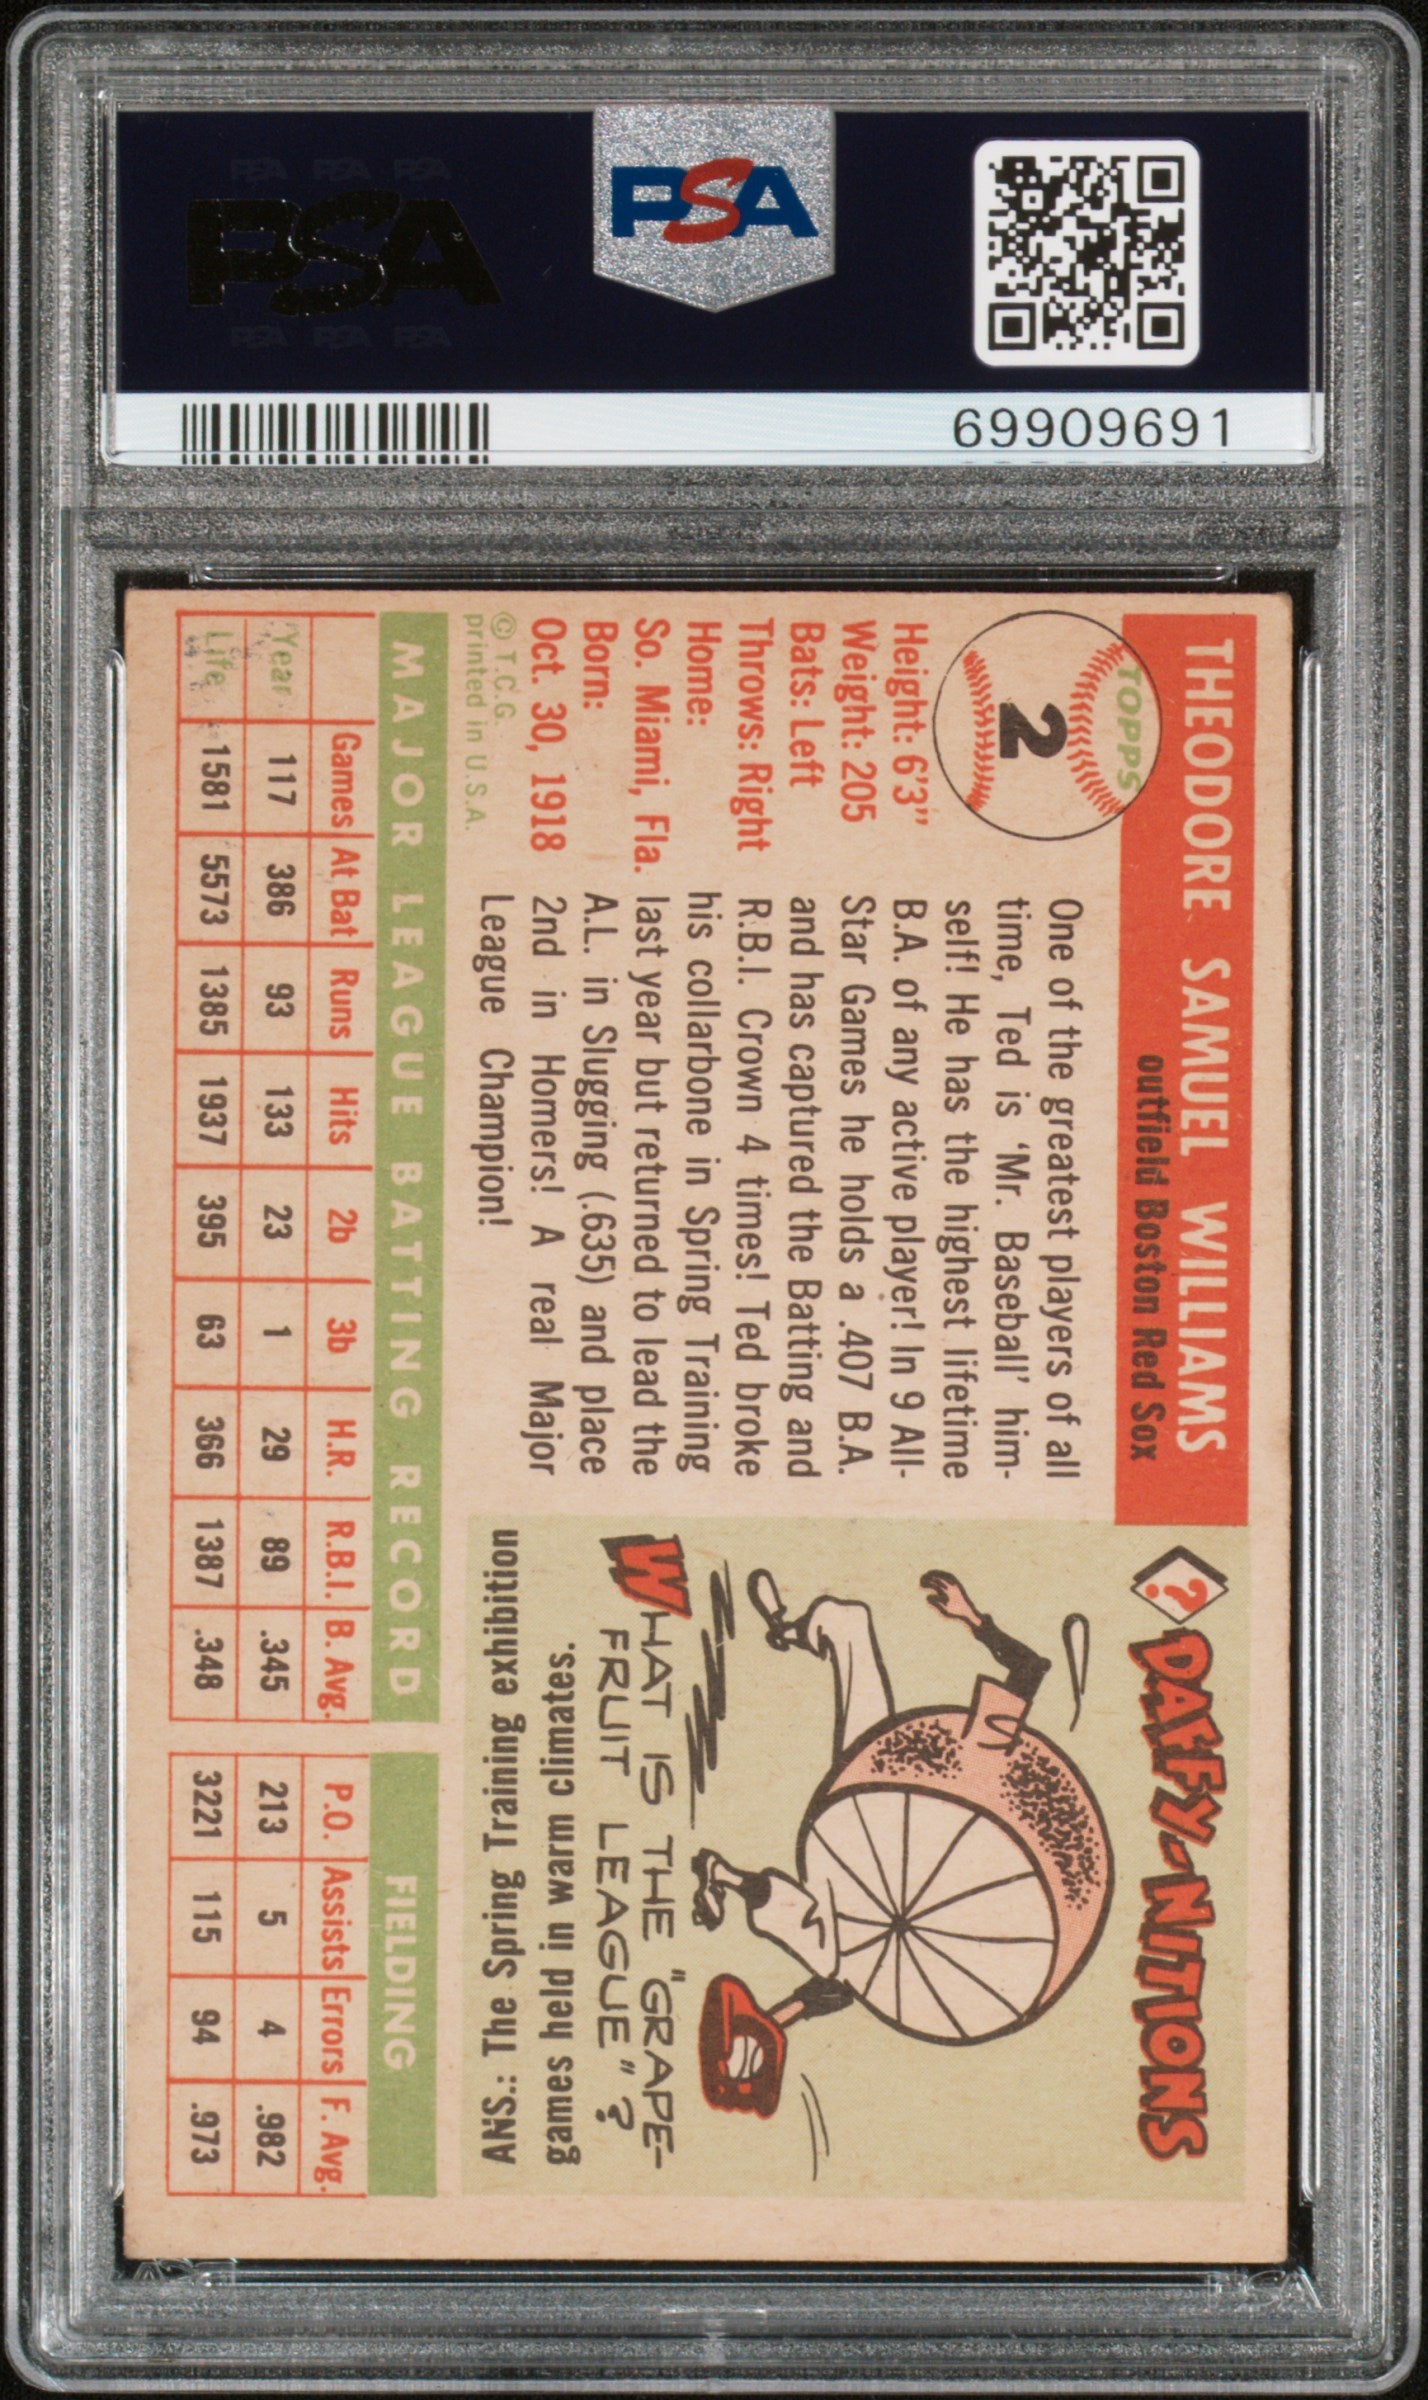 PSA PSA PSA
PSA
PSA PSA PSA
PSA
69909691
THEODORE SAMUEL WILLIAMS
outfield Boston Red Sox
TOPPS
2
Height: 6'3"
Weight: 205
Bats: Left
Throws: Right
Home:
So. Miami, Fla.
Born:
Oct. 30, 1918
© T.C.G.
printed in U.S.A.
One of the greatest players of all
time, Ted is 'Mr. Baseball' him-
self! He has the highest lifetime
B.A. of any active player! In 9 All-
Star Games he holds a .407 B.A.
and has captured the Batting and
R.B.I. Crown 4 times! Ted broke
his collarbone in Spring Training
last year but returned to lead the
A.L. in Slugging (.635) and place
2nd in Homers! A real Major
League Champion!
? DAFFY-NITIONS
WHAT IS THE "GRAPE-
FRUIT LEAGUE"?
ANS.: The Spring Training exhibition
games held in warm climates.
MAJOR LEAGUE BATTING RECORD FIELDING
Games At Bat Runs Hits 2b 3b H.R. R.B.I. B. Avg. P.O. Assists Errors F. Avg.
Year 117 386 93 133 23 1 29 89 .345 213 5 4 .982
Life 1581 5573 1385 1937 395 63 366 1387 .348 3221 115 94 .973
PSA
PSA